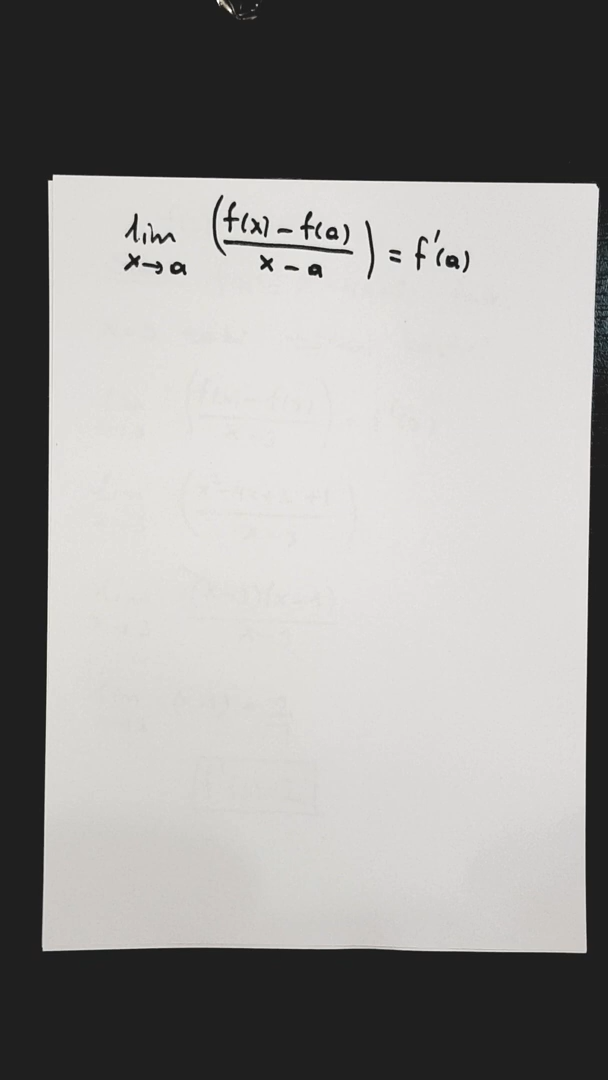 lim (f(x) - f(a) / x - a) = f'(a)
x→a